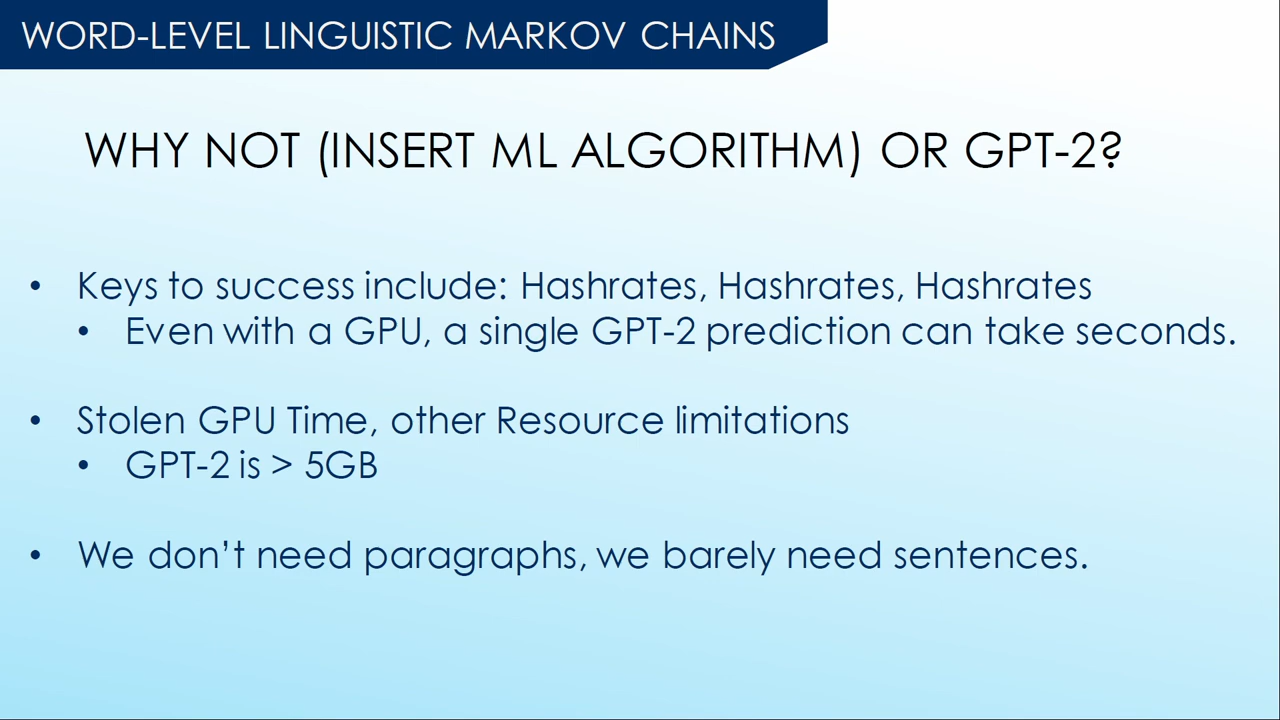 WORD-LEVEL LINGUISTIC MARKOV CHAINS
WHY NOT (INSERT ML ALGORITHM) OR GPT-2?
• Keys to success include: Hashrates, Hashrates, Hashrates
• Even with a GPU, a single GPT-2 prediction can take seconds.
• Stolen GPU Time, other Resource limitations
• GPT-2 is > 5GB
• We don’t need paragraphs, we barely need sentences.